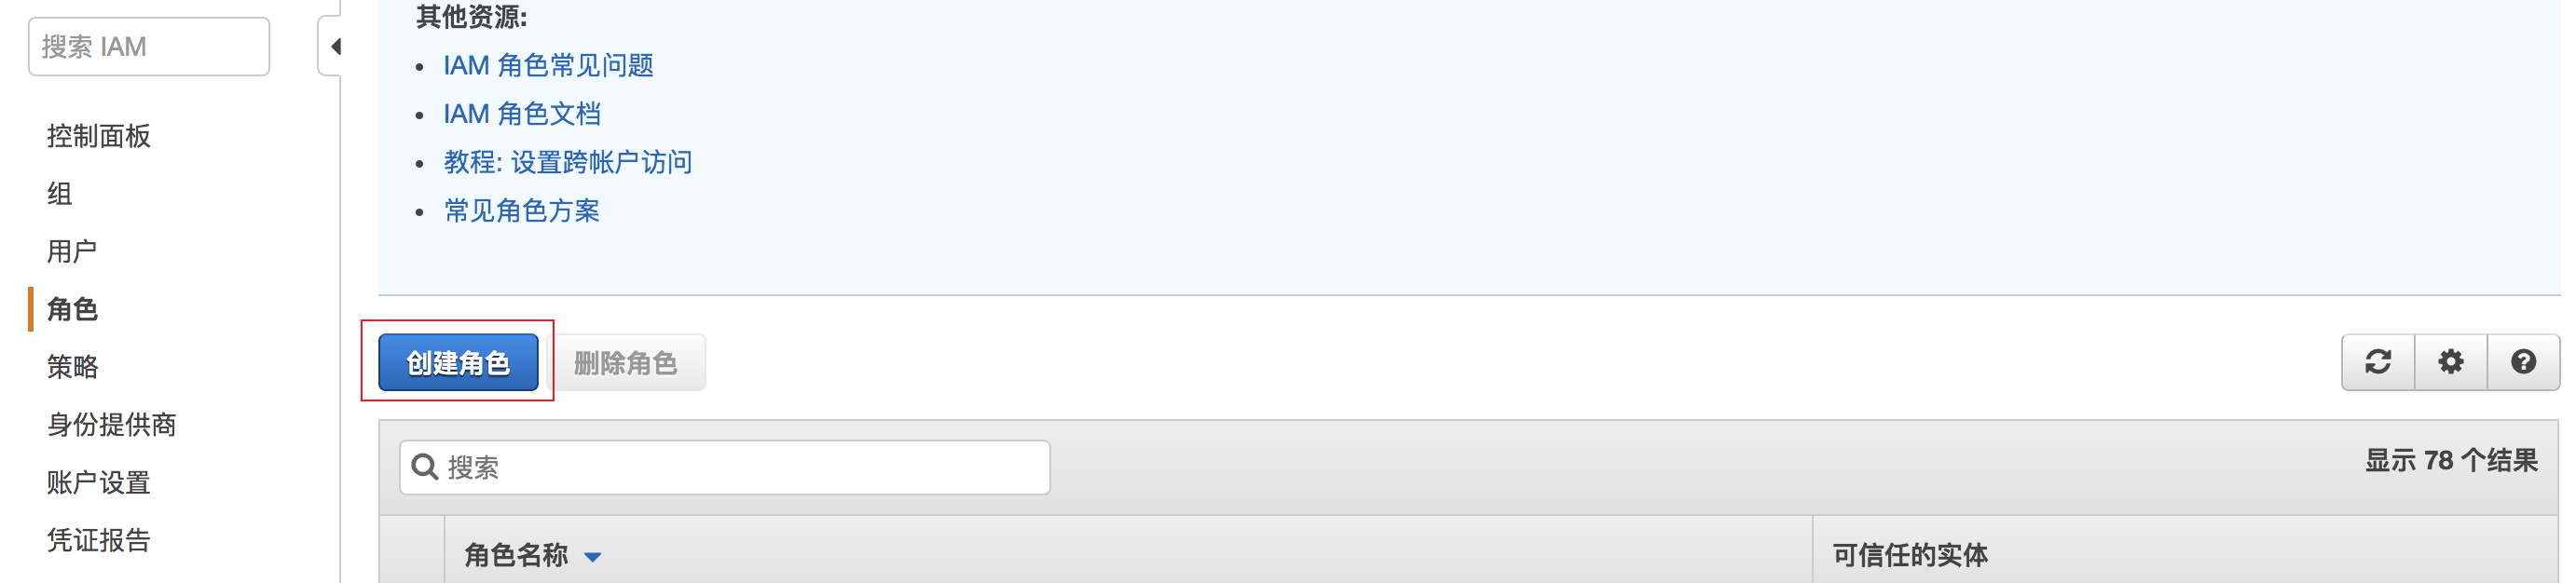 搜索 IAM
控制面板
组
用户
角色
策略
身份提供商
账户设置
凭证报告
其他资源:
IAM 角色常见问题
IAM 角色文档
教程: 设置跨帐户访问
常见角色方案
创建角色 删除角色
搜索
显示 78 个结果
角色名称 可信任的实体